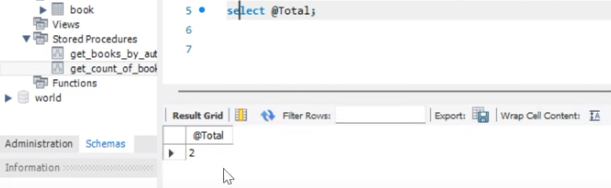 book
Views
Stored Procedures
get_books_by_aut
get_count_of_book
Functions
world
Administration Schemas
Information
5 select @Total;
6
7
Result Grid Filter Rows: Export: Wrap Cell Content:
@Total
2